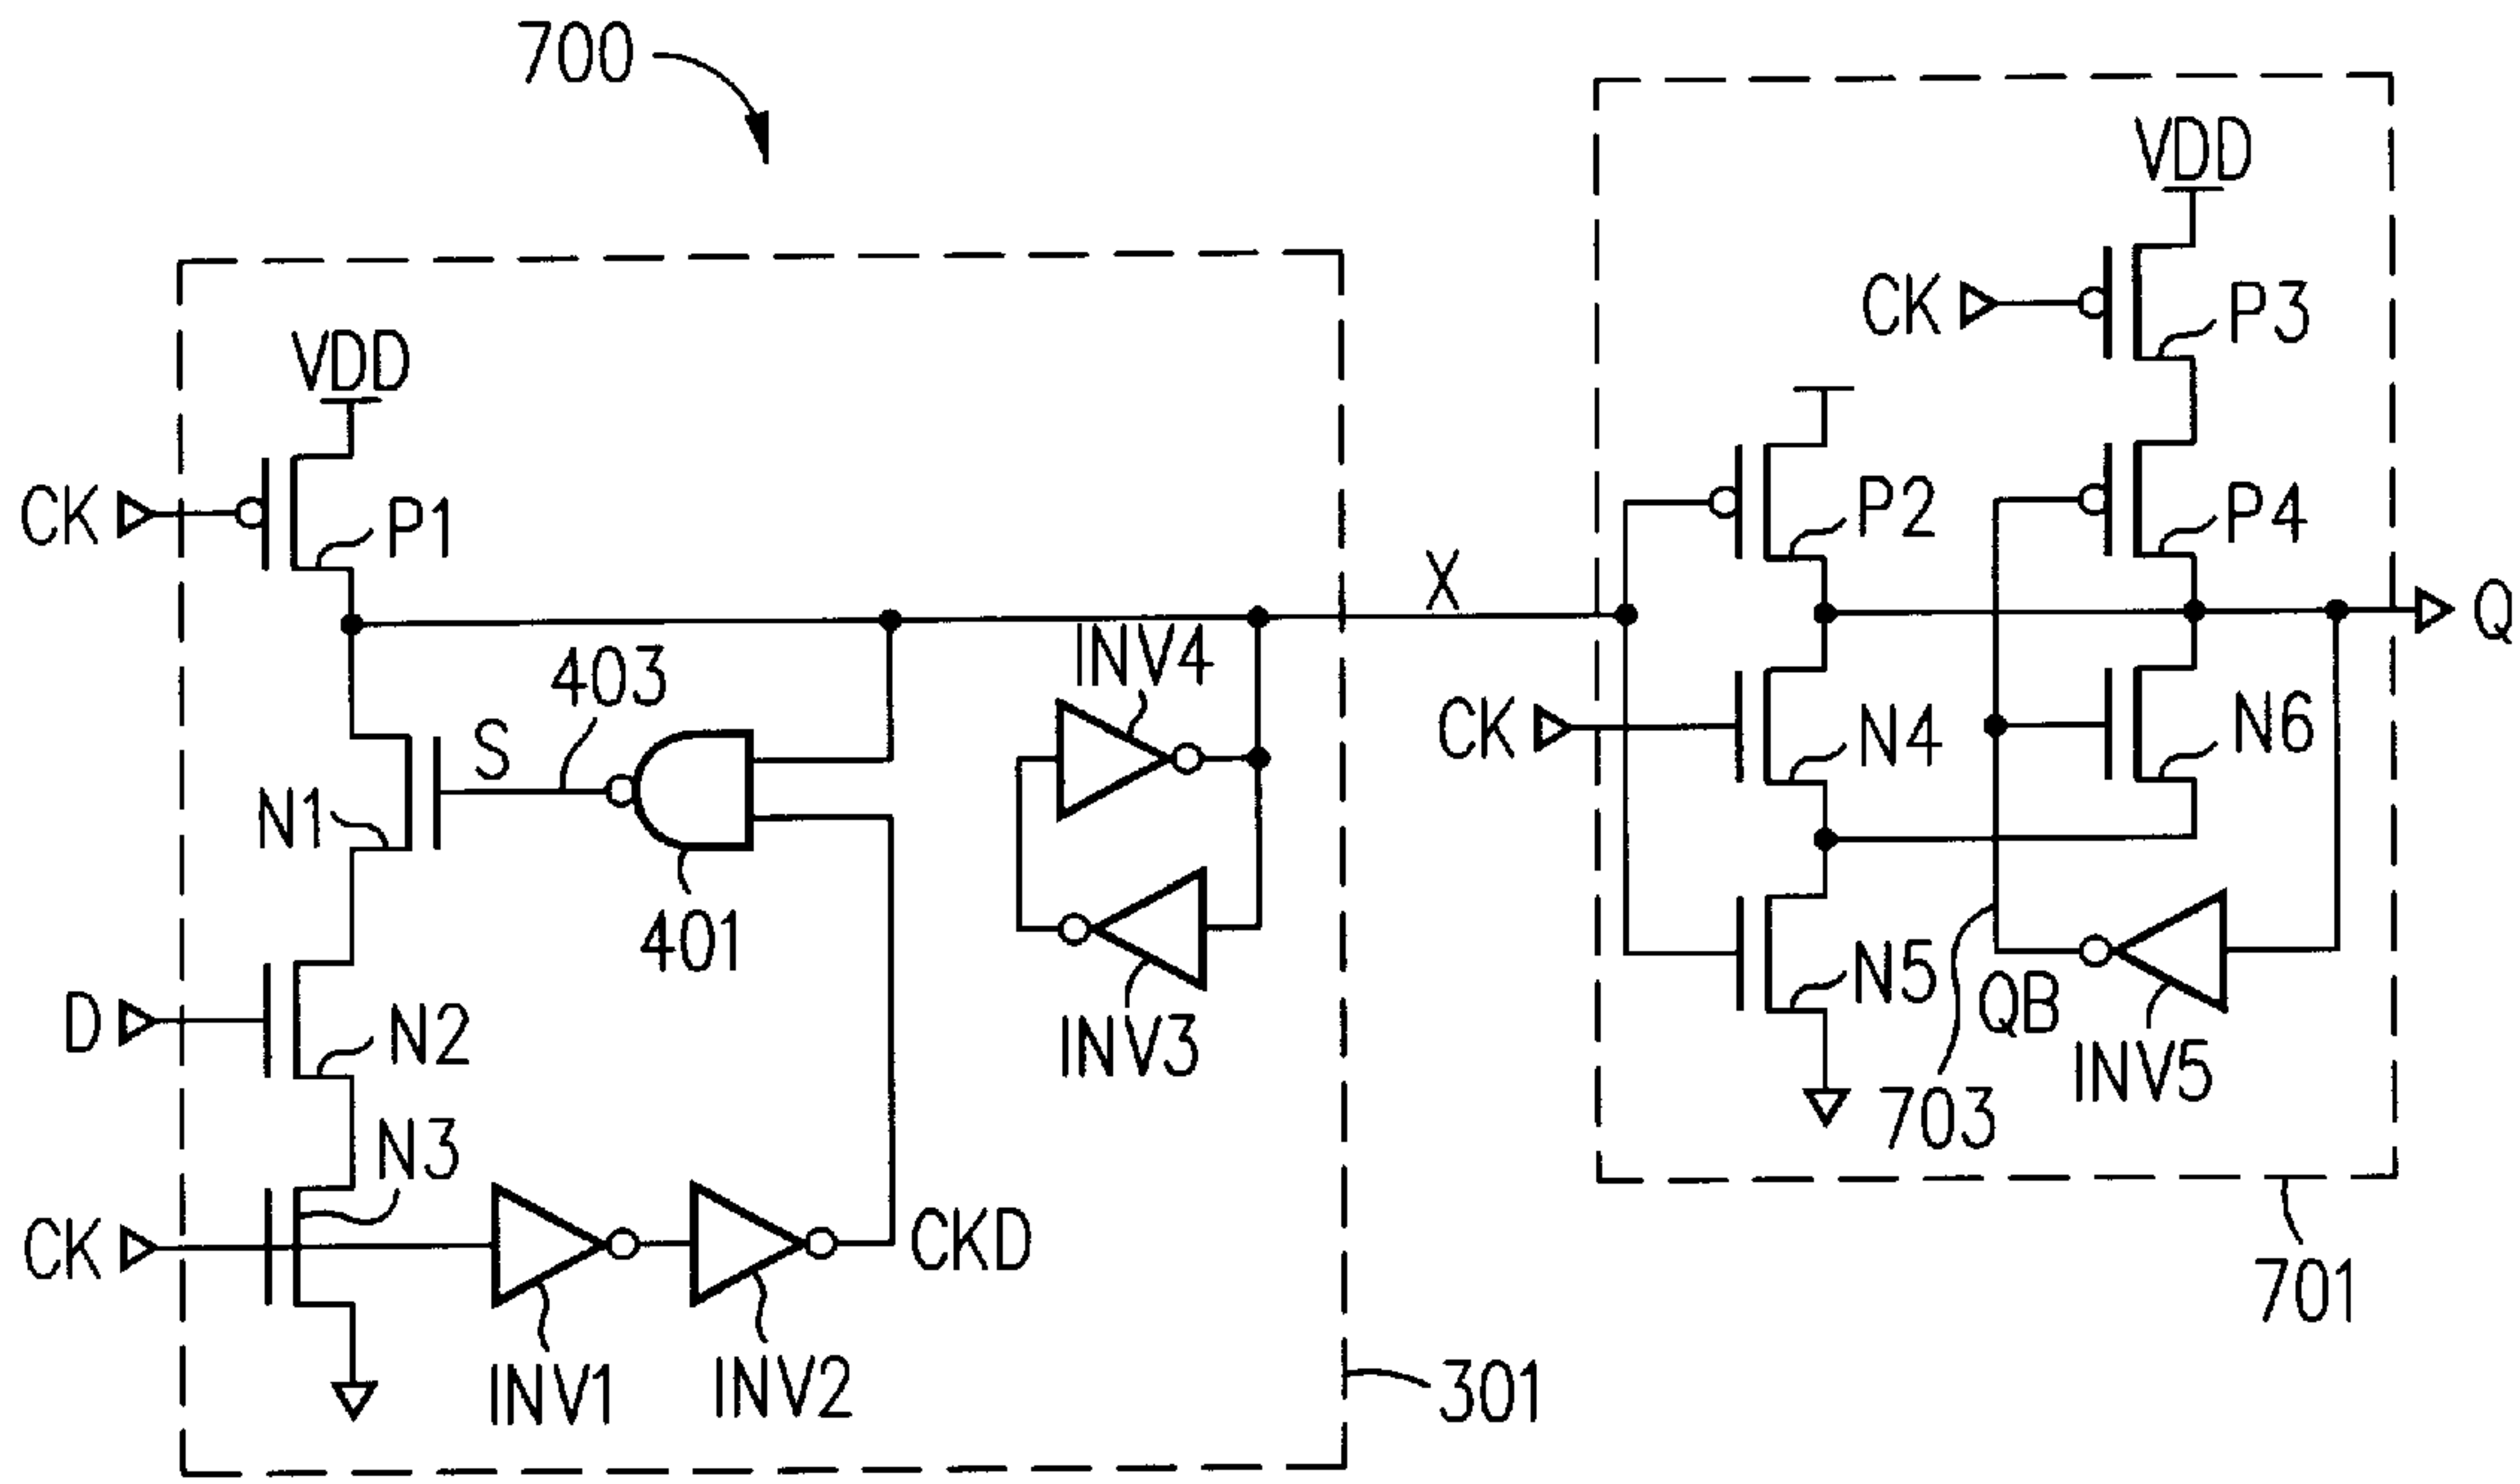 700
VDD
CK
P3
VDD
CK
P1
P2
P4
X
Q
INV4
403
S
CK
N4
N6
N1
401
N5
QB
D
N2
INV3
INV5
703
N3
CK
CKD
701
INV1
INV2
301